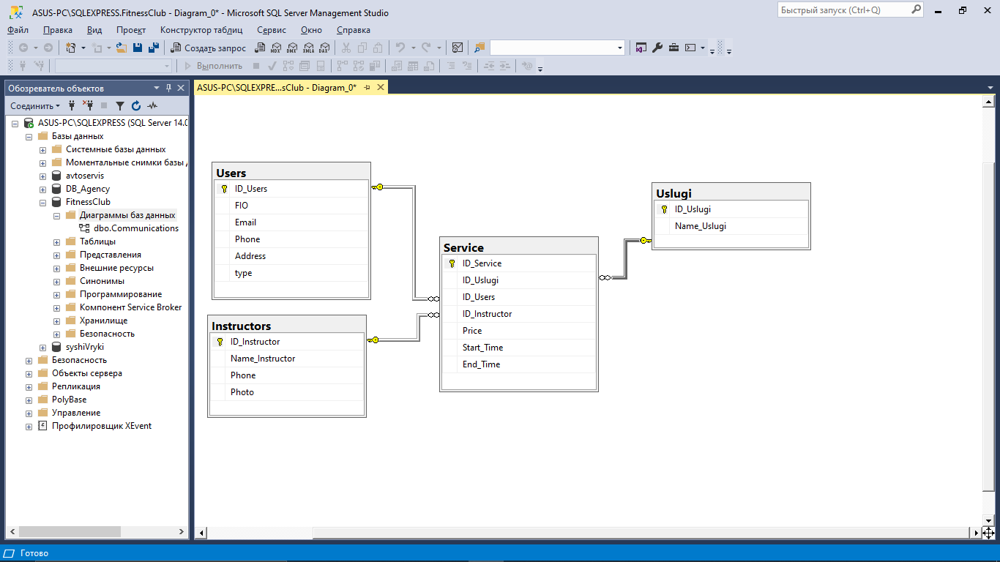 ASUS-PC\SQLEXPRESS.FitnessClub - Diagram_0* - Microsoft SQL Server Management Studio
Быстрый запуск (Ctrl+Q)
Файл Правка Вид Проект Конструктор таблиц Сервис Окно Справка
Создать запрос MDX DMX XMLA DAX
Выполнить
Обозреватель объектов
ASUS-PC\SQLEXPRE...sClub - Diagram_0*
Соединить
ASUS-PC\SQLEXPRESS (SQL Server 14.0
Базы данных
Системные базы данных
Моментальные снимки базы
avtoservis
DB_Agency
FitnessClub
Диаграммы баз данных
dbo.Communications
Таблицы
Представления
Внешние ресурсы
Синонимы
Программирование
Компонент Service Broker
Хранилище
Безопасность
syshiVryki
Безопасность
Объекты сервера
Репликация
PolyBase
Управление
Профилировщик XEvent
Users
ID_Users
FIO
Email
Phone
Address
type
Instructors
ID_Instructor
Name_Instructor
Phone
Photo
Service
ID_Service
ID_Uslugi
ID_Users
ID_Instructor
Price
Start_Time
End_Time
Uslugi
ID_Uslugi
Name_Uslugi
Готово